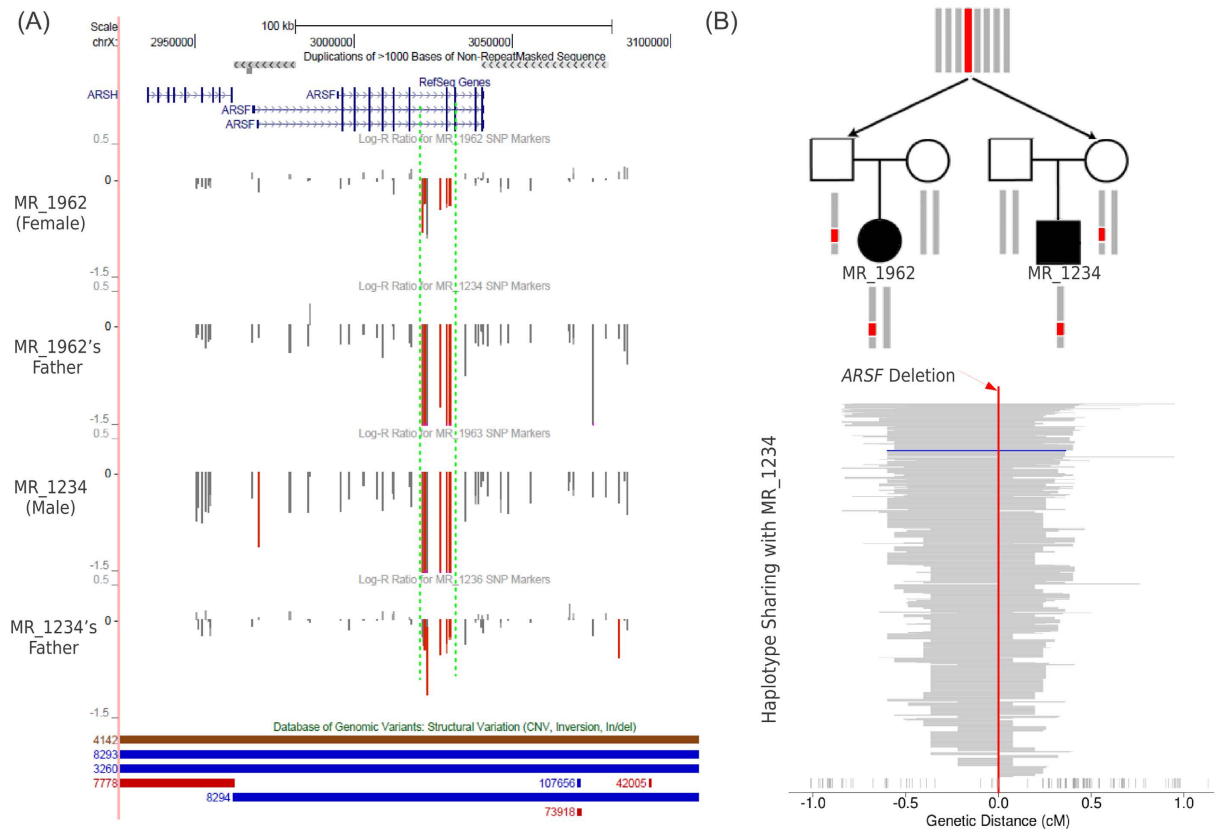 (A)
Scale
100 kb
chrX:
2950000
3000000
3050000
3100000
Duplications of >1000 Bases of Non-RepeatMasked Sequence
RefSeq Genes
ARSH
ARSF
ARSF
ARSF
Log-R Ratio for MR_1962 SNP Markers
0.5
0
MR_1962
(Female)
-1.5
Log-R Ratio for MR_1234 SNP Markers
0.5
0
MR_1962's
Father
-1.5
Log-R Ratio for MR_1963 SNP Markers
0.5
0
MR_1234
(Male)
-1.5
Log-R Ratio for MR_1236 SNP Markers
0.5
0
MR_1234's
Father
-1.5
Database of Genomic Variants: Structural Variation (CNV, Inversion, In/del)
4142
8293
3260
7778
107656
42005
8294
73918
(B)
MR_1962
MR_1234
ARSF Deletion
Haplotype Sharing with MR_1234
-1.0
-0.5
0.0
0.5
1.0
Genetic Distance (cM)